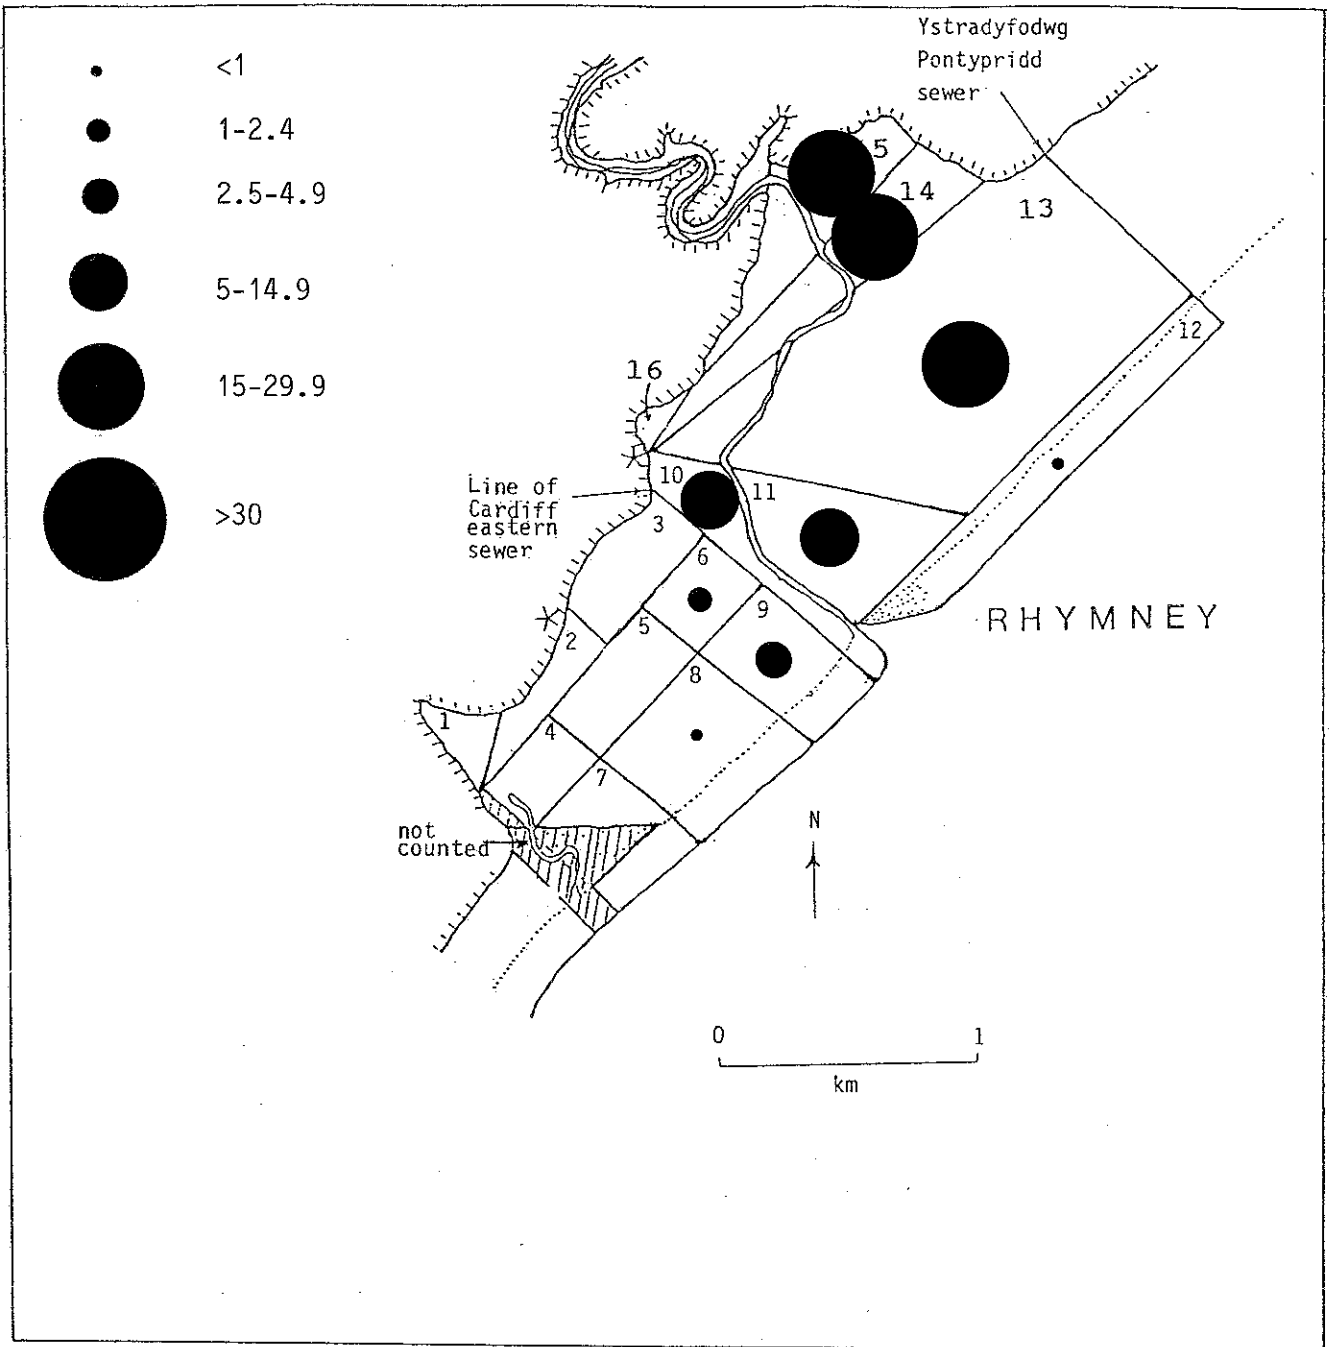 <1
1-2.4
2.5-4.9
5-14.9
15-29.9
>30
Ystradyfodwg
Pontypridd
sewer
5
14
13
12
16
10
11
Line of
Cardiff
eastern
sewer
3
6
9
5
2
8
RHYMNEY
1
4
7
not
counted
N
0 1
km